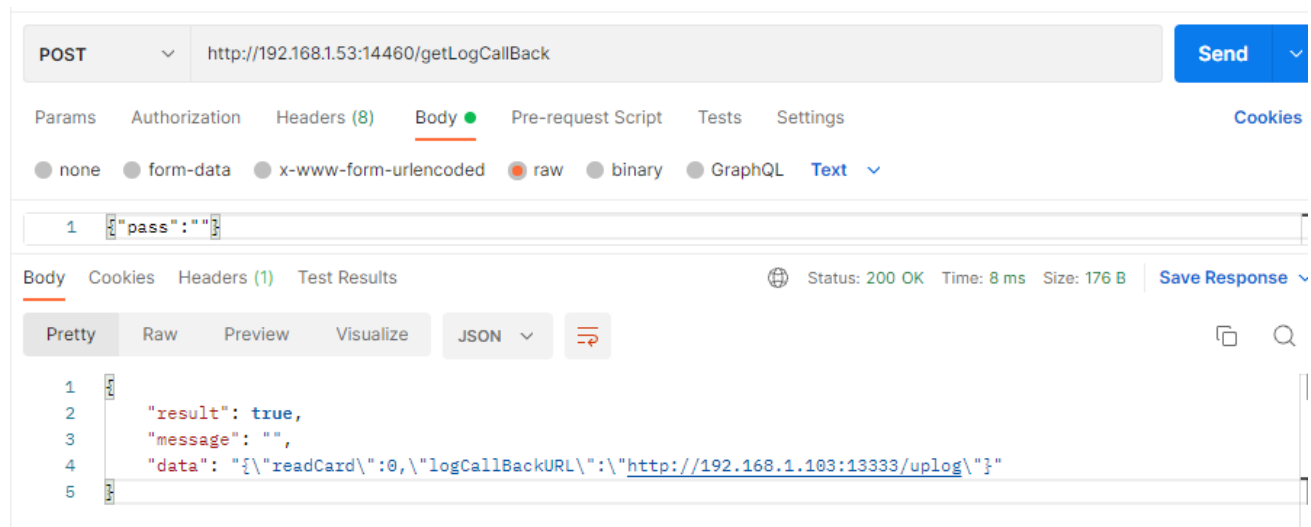 POST http://192.168.1.53:14460/getLogCallBack Send
Params Authorization Headers (8) Body Pre-request Script Tests Settings Cookies
none form-data x-www-form-urlencoded raw binary GraphQL Text
1 {"pass":""}
Body Cookies Headers (1) Test Results Status: 200 OK Time: 8 ms Size: 176 B Save Response
Pretty Raw Preview Visualize JSON
1 {
2 "result": true,
3 "message": "",
4 "data": "{\"readCard\":0,\"logCallBackURL\":\"http://192.168.1.103:13333/uplog\"}"
5 }